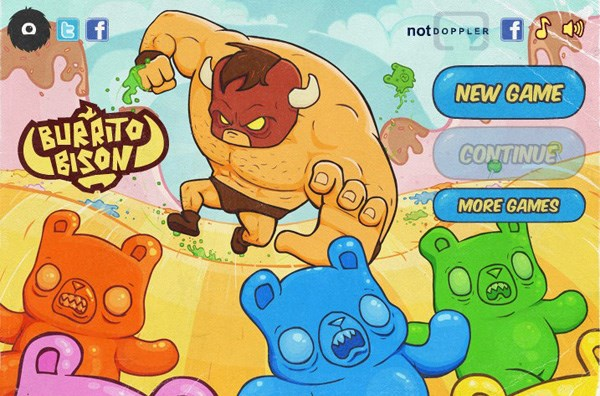 notDOPPLER
BURRITO
BISON
NEW GAME
CONTINUE
MORE GAMES